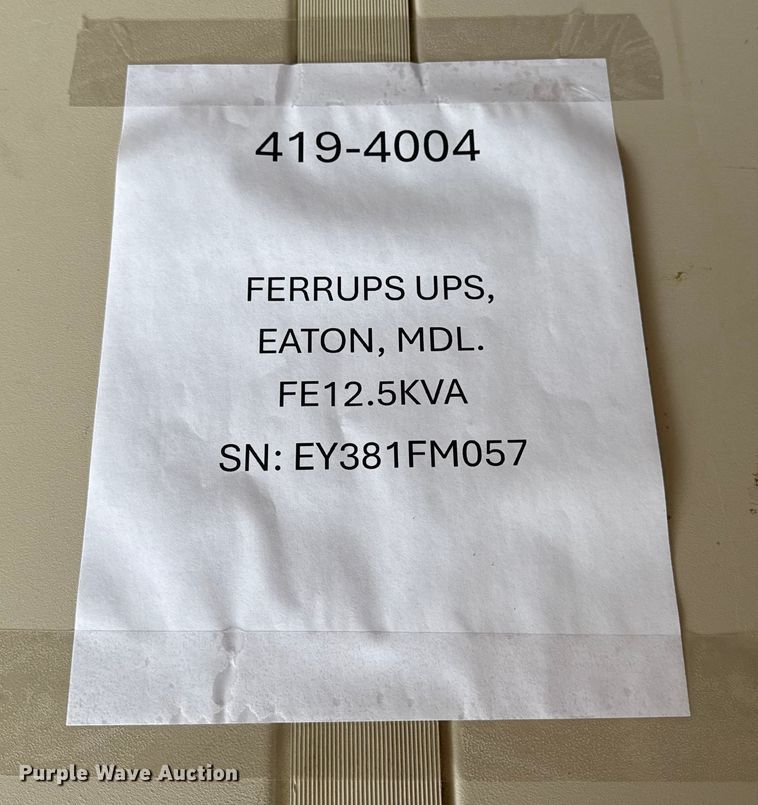 419-4004
FERRUPS UPS,
EATON, MDL.
FE12.5KVA
SN: EY381FM057
Purple Wave Auction